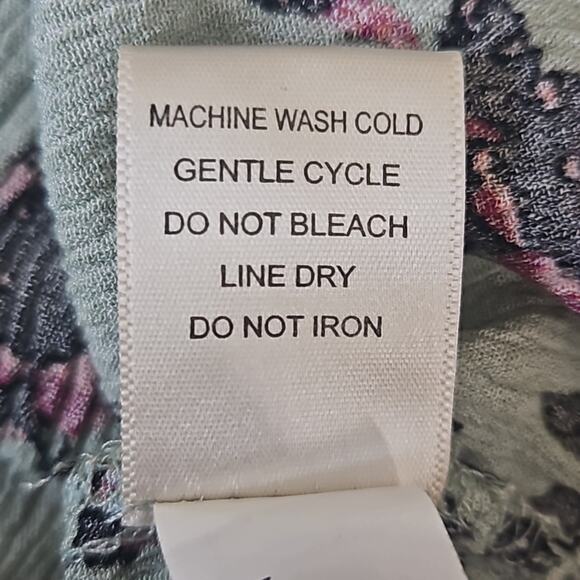 MACHINE WASH COLD
GENTLE CYCLE
DO NOT BLEACH
LINE DRY
DO NOT IRON